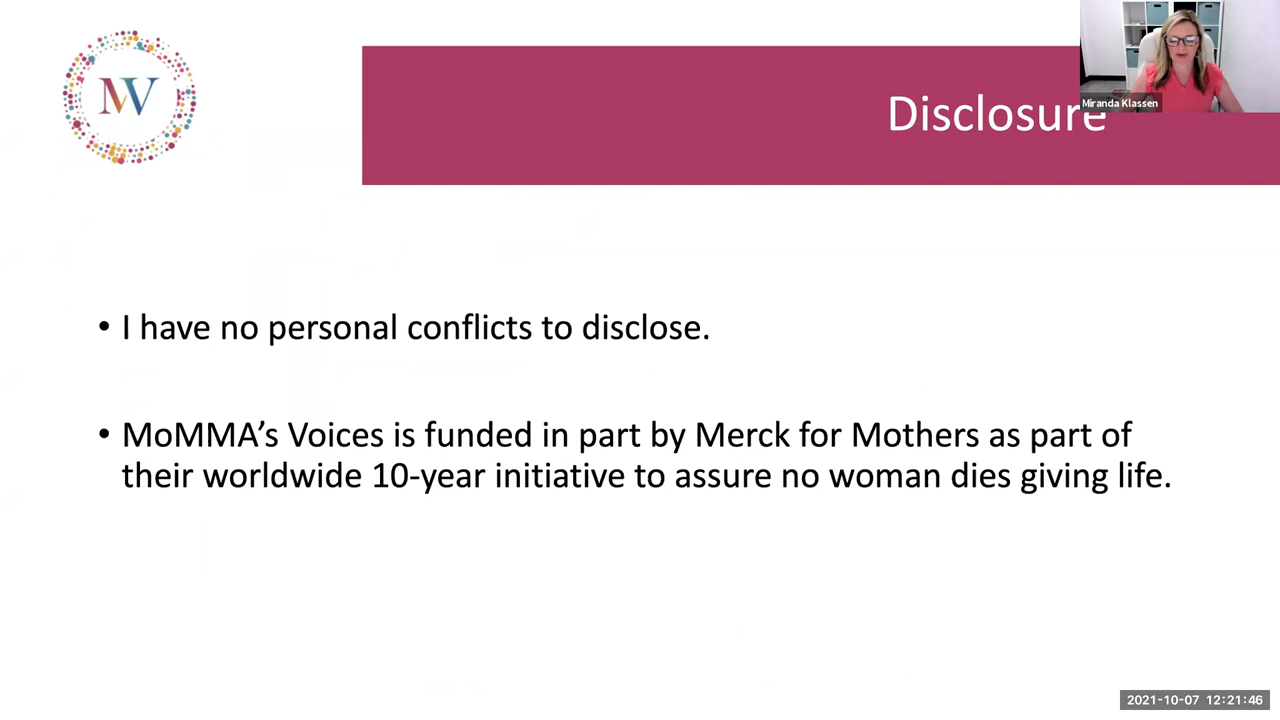 MV
Disclosure
Miranda Klassen
• I have no personal conflicts to disclose.
• MoMMA’s Voices is funded in part by Merck for Mothers as part of
their worldwide 10-year initiative to assure no woman dies giving life.
2021-10-07 12:21:46